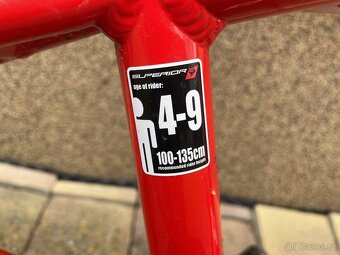 SUPERIOR
age of rider:
4-9
100-135cm
recommended rider height